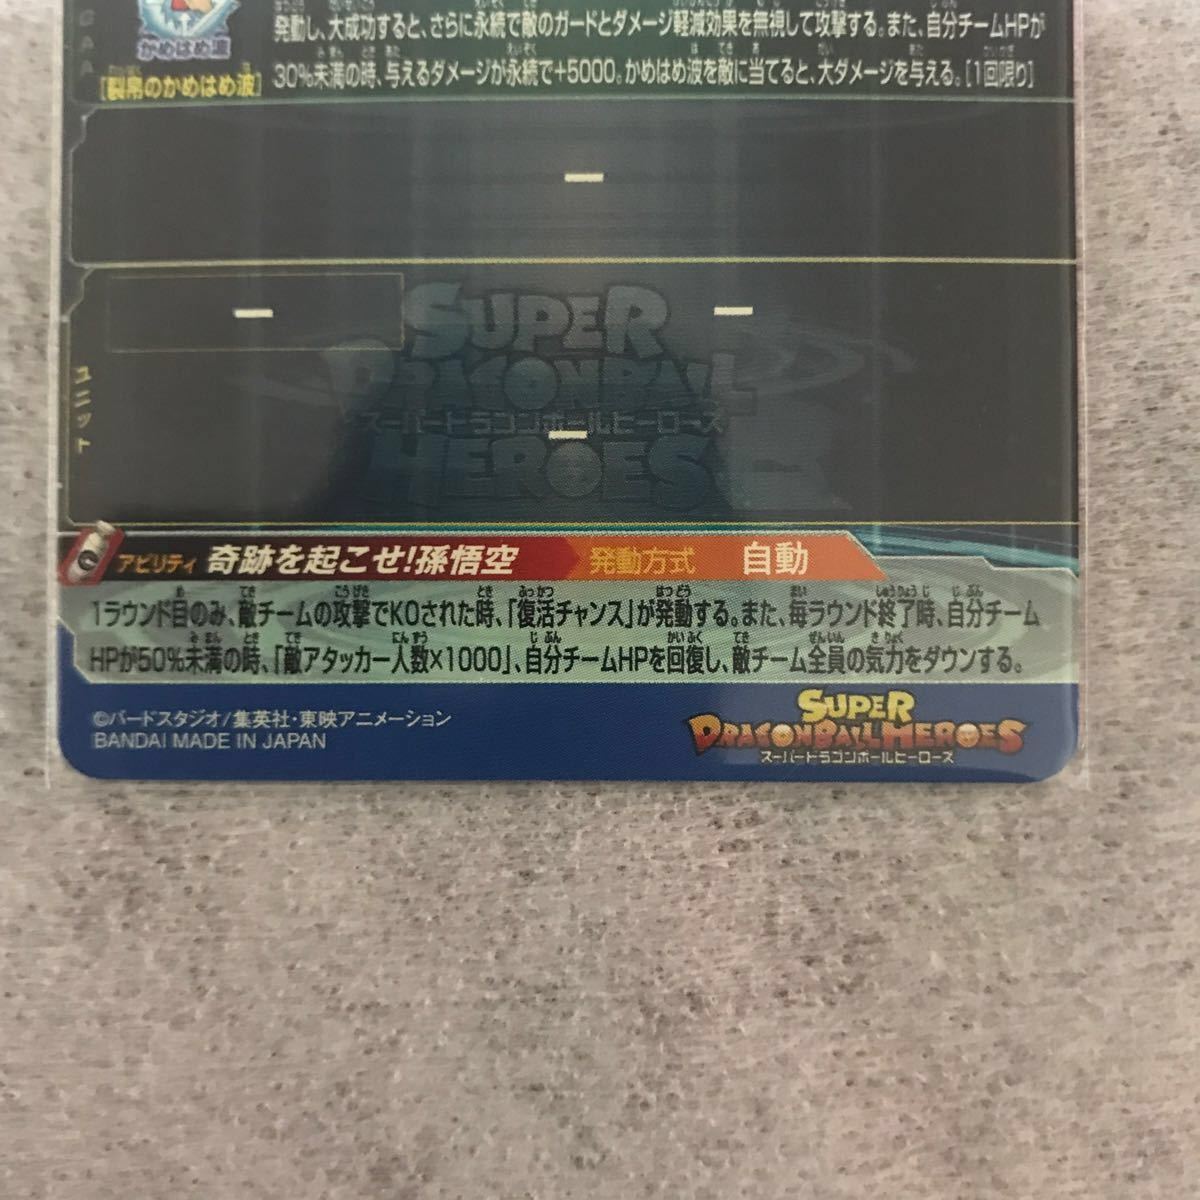 かめはめ波
[裂帛のかめはめ波]
発動し、大成功すると、さらに永続で敵のガードとダメージ軽減効果を無視して攻撃する。また、自分チームHPが
30%未満の時、与えるダメージが永続で+5000。かめはめ波を敵に当てると、大ダメージを与える。[1回限り]
ー
ー ー
ー
ユニット
SUPER
DRAGONBALL
スーパードラゴンボールヒーローズ
HEROES
アビリティ 奇跡を起こせ!孫悟空 発動方式 自動
1ラウンド目のみ、敵チームの攻撃でKOされた時、「復活チャンス」が発動する。また、毎ラウンド終了時、自分チーム
HPが50%未満の時、「敵アタッカー人数×1000」、自分チームHPを回復し、敵チーム全員の気力をダウンする。
©バードスタジオ/集英社・東映アニメーション
BANDAI MADE IN JAPAN
SUPER
DRAGONBALL HEROES
スーパードラゴンボールヒーローズ